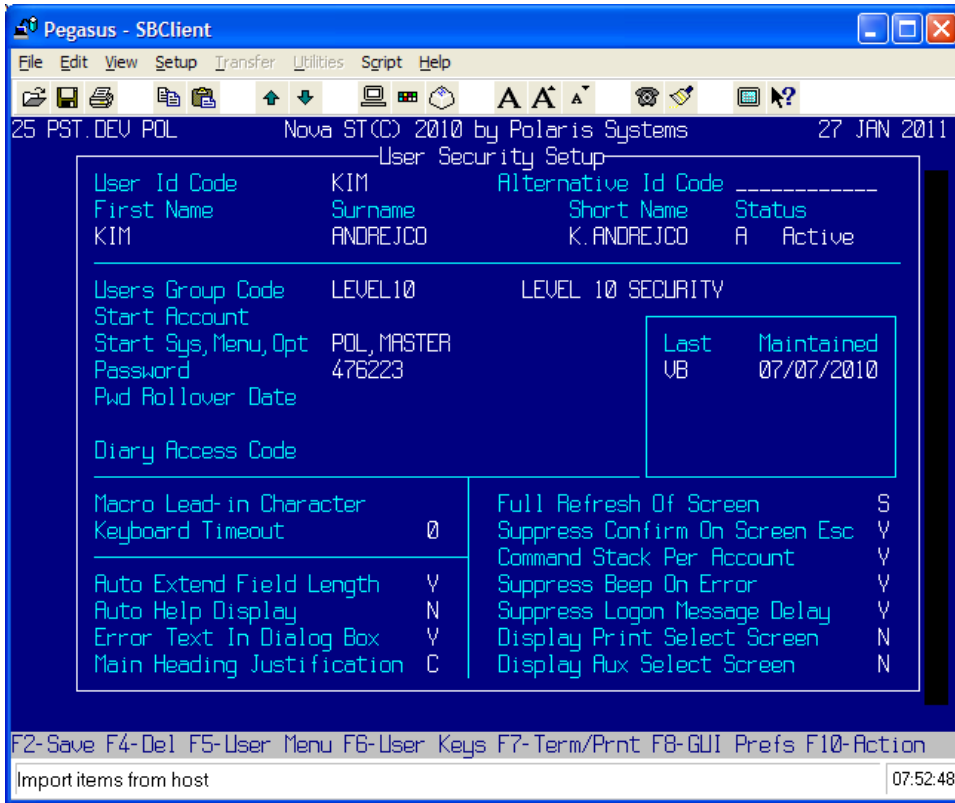 Pegasus - SBClient
File Edit View Setup Transfer Utilities Script Help
A A A
25 PST.DEV POL Nova ST(C) 2010 by Polaris Systems 27 JAN 2011
User Security Setup
User Id Code KIM Alternative Id Code ____________
First Name Surname Short Name Status
KIM ANDREJCO K.ANDREJCO A Active
Users Group Code LEVEL10 LEVEL 10 SECURITY
Start Account
Start Sys,Menu,Opt POL,MASTER Last Maintained
Password 476223 VB 07/07/2010
Pwd Rollover Date
Diary Access Code
Macro Lead-in Character Full Refresh Of Screen S
Keyboard Timeout 0 Suppress Confirm On Screen Esc Y
Command Stack Per Account Y
Auto Extend Field Length Y Suppress Beep On Error Y
Auto Help Display N Suppress Logon Message Delay Y
Error Text In Dialog Box Y Display Print Select Screen N
Main Heading Justification C Display Aux Select Screen N
F2-Save F4-Del F5-User Menu F6-User Keys F7-Term/Prnt F8-GUI Prefs F10-Action
Import items from host 07:52:48